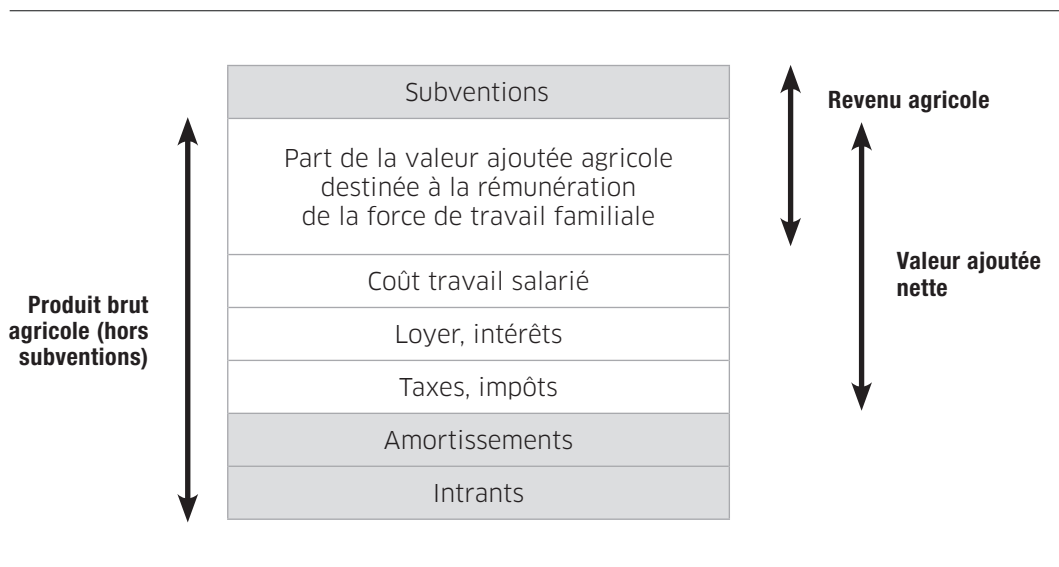 Subventions
Revenu agricole
Part de la valeur ajoutée agricole
destinée à la rémunération
de la force de travail familiale
Valeur ajoutée
nette
Coût travail salarié
Produit brut
agricole (hors
subventions)
Loyer, intérêts
Taxes, impôts
Amortissements
Intrants